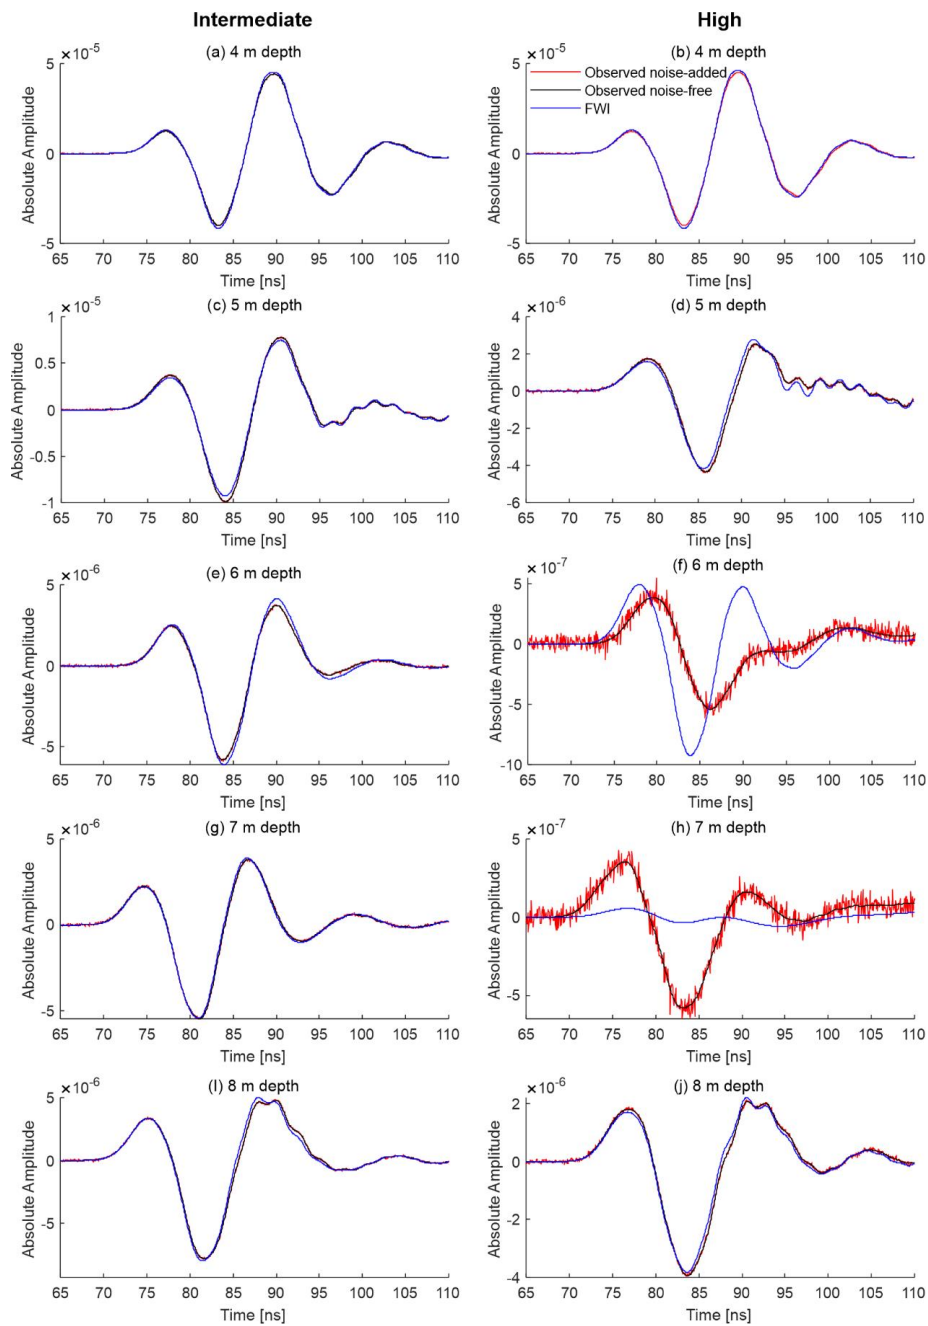 Intermediate
High
(a) 4 m depth
×10⁻⁵
5
0
-5
Absolute Amplitude
65 70 75 80 85 90 95 100 105 110
Time [ns]
(b) 4 m depth
×10⁻⁵
Observed noise-added
Observed noise-free
FWI
5
0
-5
Absolute Amplitude
65 70 75 80 85 90 95 100 105 110
Time [ns]
(c) 5 m depth
×10⁻⁵
1
0.5
0
-0.5
-1
Absolute Amplitude
65 70 75 80 85 90 95 100 105 110
Time [ns]
(d) 5 m depth
×10⁻⁶
4
2
0
-2
-4
-6
Absolute Amplitude
65 70 75 80 85 90 95 100 105 110
Time [ns]
(e) 6 m depth
×10⁻⁶
5
0
-5
Absolute Amplitude
65 70 75 80 85 90 95 100 105 110
Time [ns]
(f) 6 m depth
×10⁻⁷
5
0
-5
-10
Absolute Amplitude
65 70 75 80 85 90 95 100 105 110
Time [ns]
(g) 7 m depth
×10⁻⁶
5
0
-5
Absolute Amplitude
65 70 75 80 85 90 95 100 105 110
Time [ns]
(h) 7 m depth
×10⁻⁷
5
0
-5
Absolute Amplitude
65 70 75 80 85 90 95 100 105 110
Time [ns]
(I) 8 m depth
×10⁻⁶
5
0
-5
Absolute Amplitude
65 70 75 80 85 90 95 100 105 110
Time [ns]
(j) 8 m depth
×10⁻⁶
2
0
-2
-4
Absolute Amplitude
65 70 75 80 85 90 95 100 105 110
Time [ns]